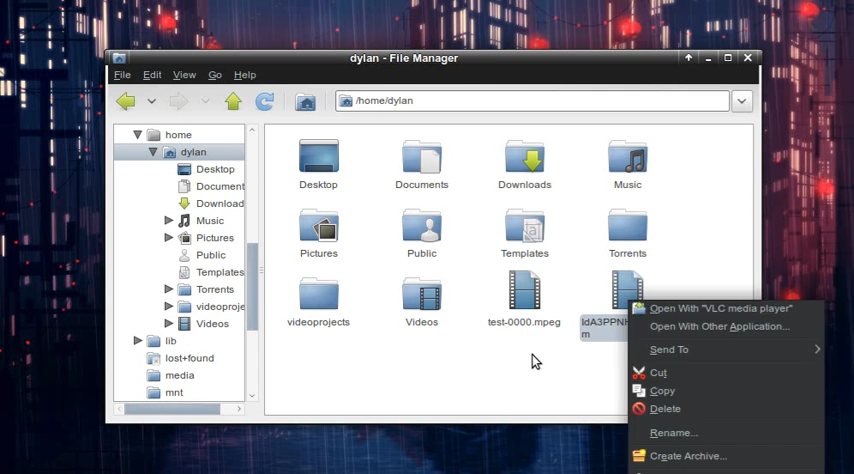 dylan - File Manager
File Edit View Go Help
/home/dylan
home
dylan
Desktop
Document
Download
Music
Pictures
Public
Templates
Torrents
videoproje
Videos
lib
lost+found
media
mnt
Desktop Documents Downloads Music
Pictures Public Templates Torrents
videoprojects Videos test-0000.mpeg
m
Open With "VLC media player"
Open With Other Application...
Send To
Cut
Copy
Delete
Rename...
Create Archive...